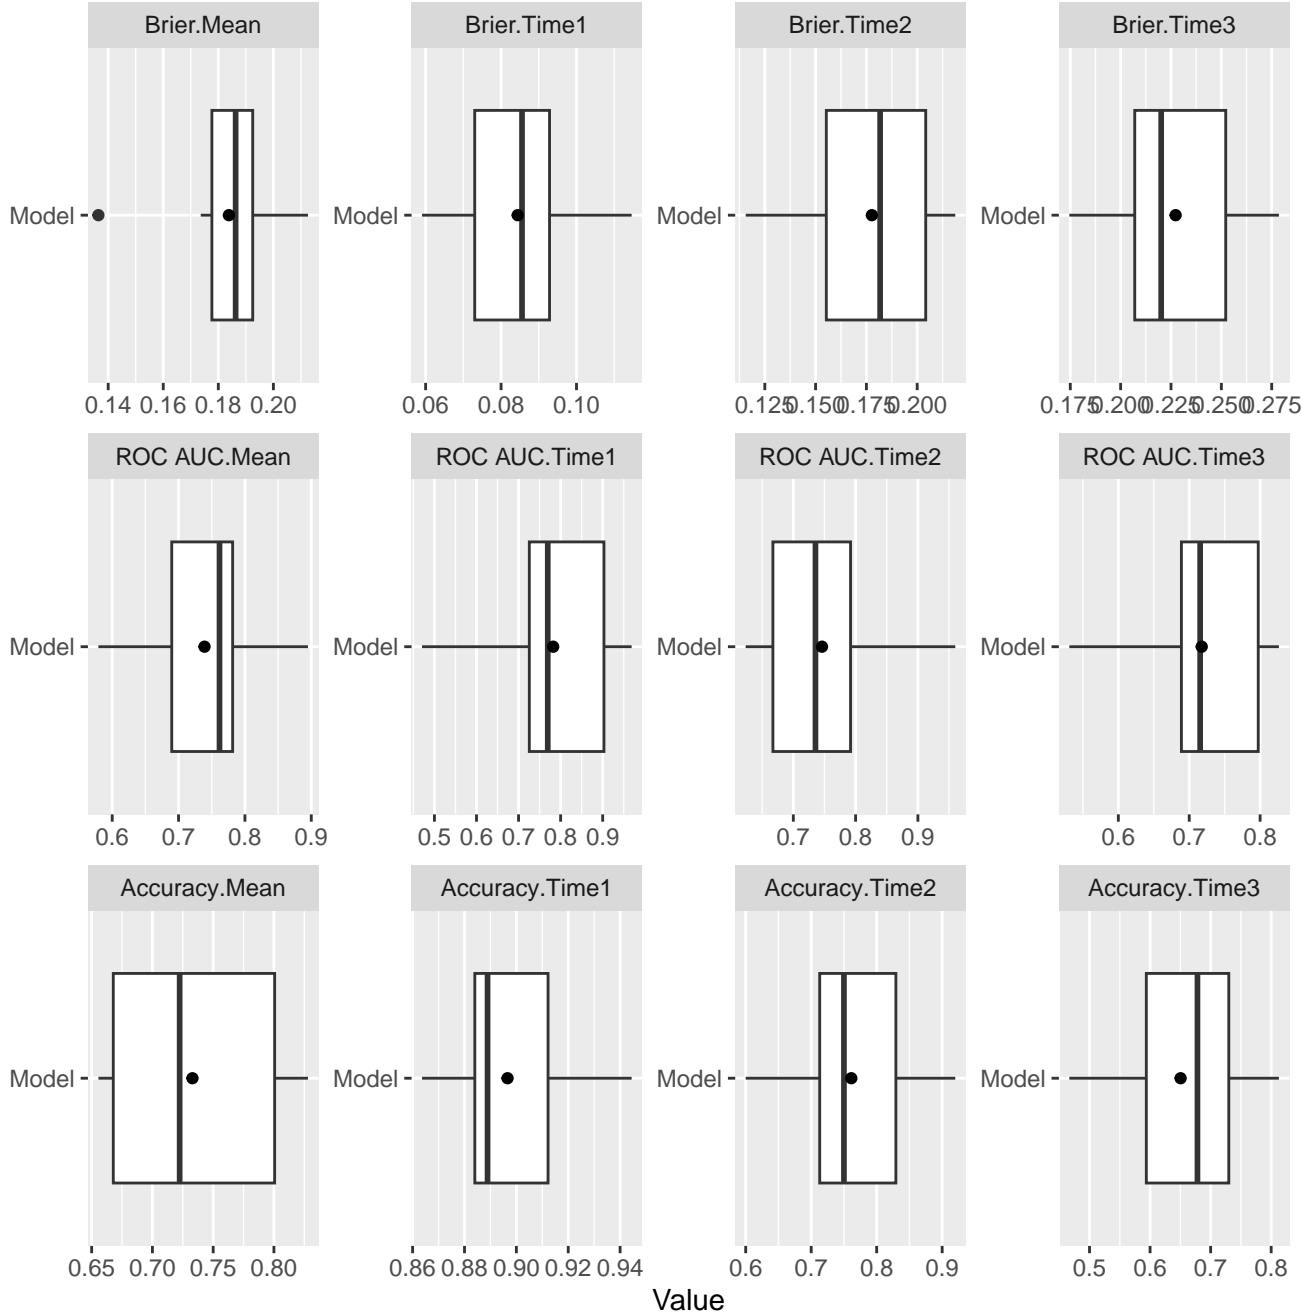 Brier.Mean Brier.Time1 Brier.Time2 Brier.Time3
Model Model Model Model
0.14 0.16 0.18 0.20 0.06 0.08 0.10 0.125 0.150 0.175 0.200 0.175 0.200 0.225 0.250 0.275
ROC AUC.Mean ROC AUC.Time1 ROC AUC.Time2 ROC AUC.Time3
Model Model Model Model
0.6 0.7 0.8 0.9 0.5 0.6 0.7 0.8 0.9 0.7 0.8 0.9 0.6 0.7 0.8
Accuracy.Mean Accuracy.Time1 Accuracy.Time2 Accuracy.Time3
Model Model Model Model
0.65 0.70 0.75 0.80 0.86 0.88 0.90 0.92 0.94 0.6 0.7 0.8 0.9 0.5 0.6 0.7 0.8
Value